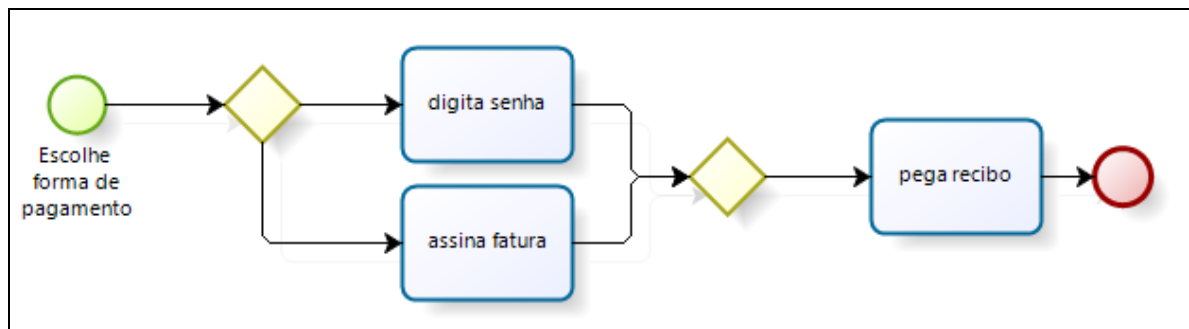 Escolhe
forma de
pagamento
digita senha
assina fatura
pega recibo